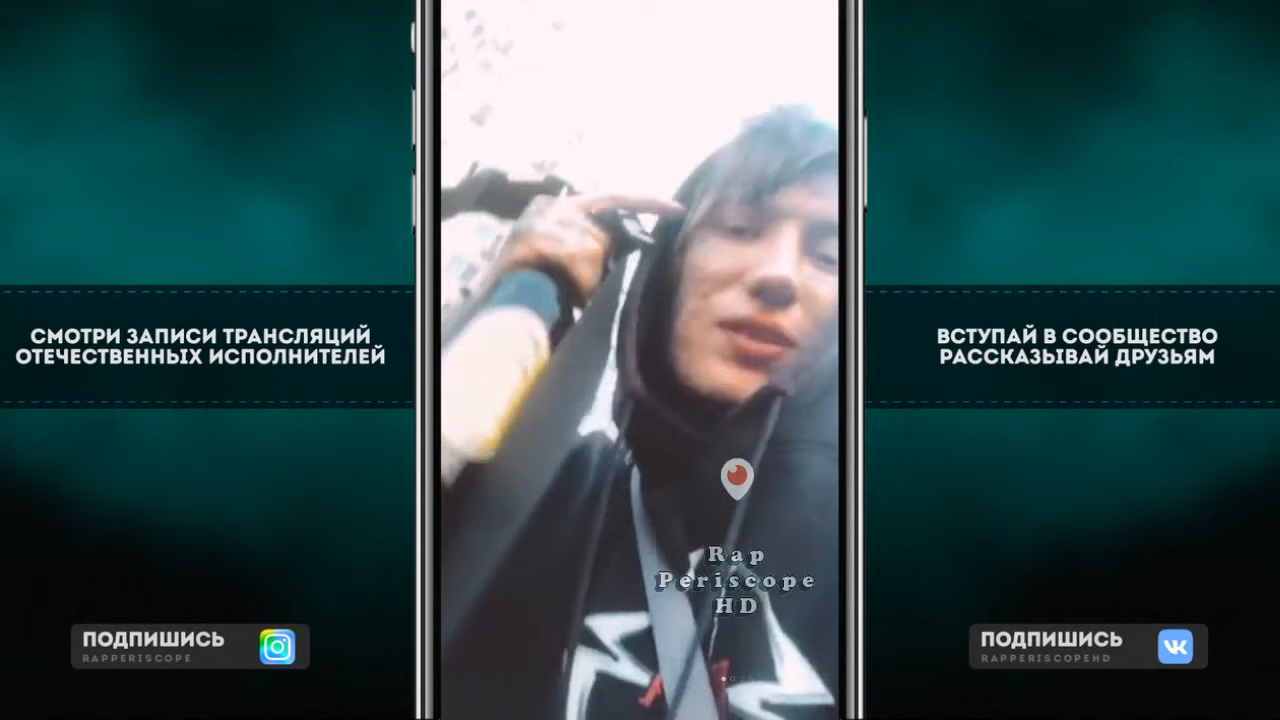 СМОТРИ ЗАПИСИ ТРАНСЛЯЦИЙ
ОТЕЧЕСТВЕННЫХ ИСПОЛНИТЕЛЕЙ
ВСТУПАЙ В СООБЩЕСТВО
РАССКАЗЫВАЙ ДРУЗЬЯМ
Rap
Periscope
HD
ПОДПИШИСЬ
RAPPERISCOPE
ПОДПИШИСЬ
RAPPERISCOPEHD